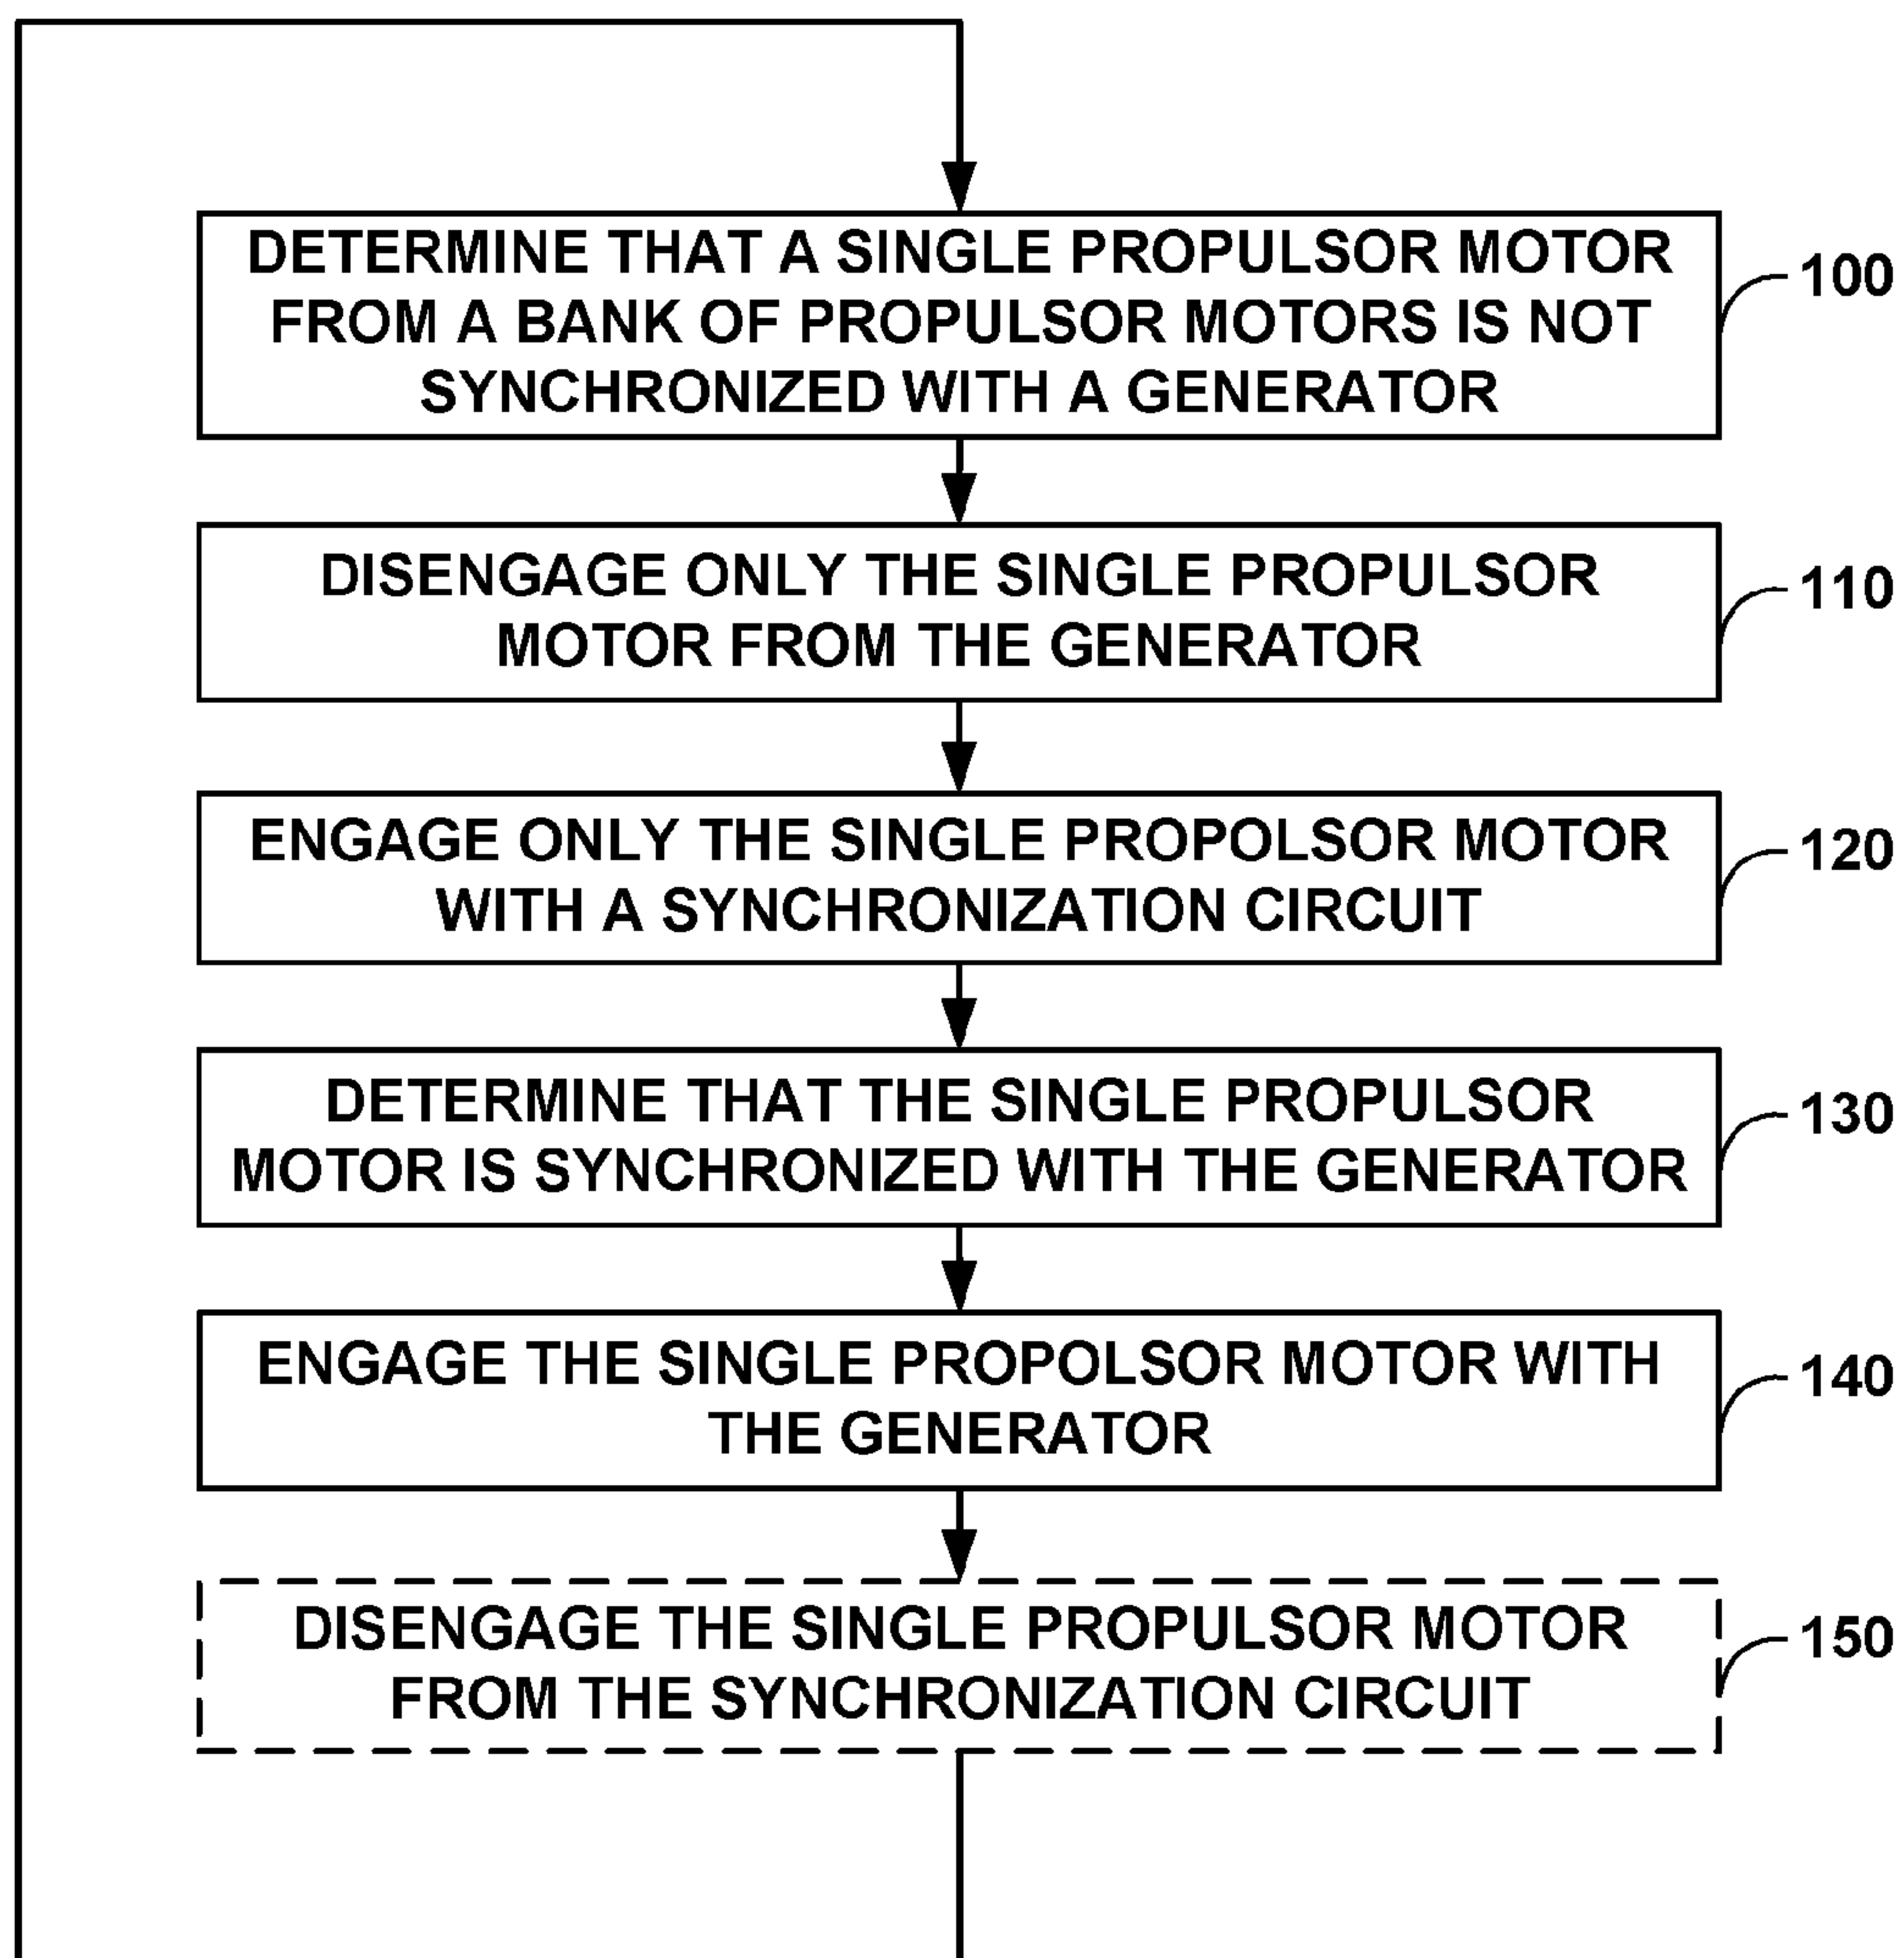 DETERMINE THAT A SINGLE PROPULSOR MOTOR
FROM A BANK OF PROPULSOR MOTORS IS NOT
SYNCHRONIZED WITH A GENERATOR
100
DISENGAGE ONLY THE SINGLE PROPULSOR
MOTOR FROM THE GENERATOR
110
ENGAGE ONLY THE SINGLE PROPOLSOR MOTOR
WITH A SYNCHRONIZATION CIRCUIT
120
DETERMINE THAT THE SINGLE PROPULSOR
MOTOR IS SYNCHRONIZED WITH THE GENERATOR
130
ENGAGE THE SINGLE PROPOLSOR MOTOR WITH
THE GENERATOR
140
DISENGAGE THE SINGLE PROPULSOR MOTOR
FROM THE SYNCHRONIZATION CIRCUIT
150